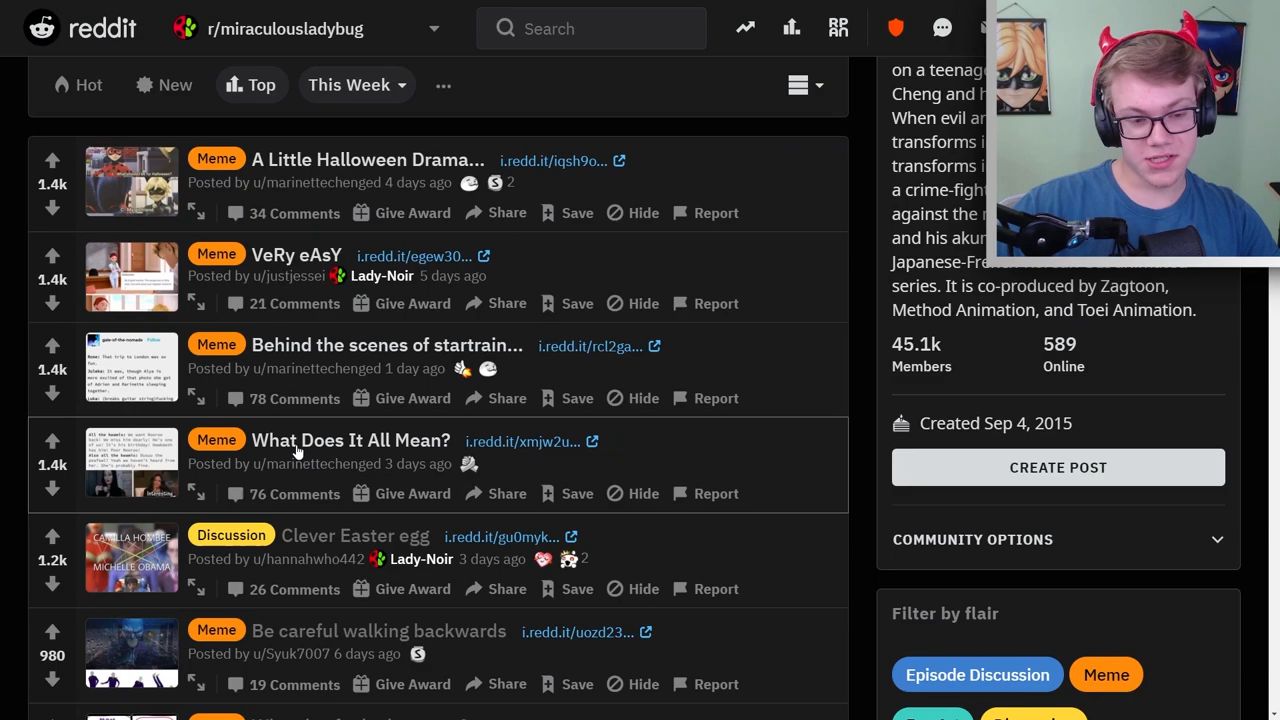 reddit
r/miraculousladybug
Search
Hot
New
Top
This Week
1.4k
Meme
A Little Halloween Drama...
i.redd.it/iqsh9o...
Posted by u/marinettechenged 4 days ago
2
34 Comments
Give Award
Share
Save
Hide
Report
1.4k
Meme
VeRy eAsY
i.redd.it/egew30...
Posted by u/justjessei
Lady-Noir
5 days ago
21 Comments
Give Award
Share
Save
Hide
Report
1.4k
Meme
Behind the scenes of startrain...
i.redd.it/rcl2ga...
Posted by u/marinettechenged 1 day ago
78 Comments
Give Award
Share
Save
Hide
Report
1.4k
Meme
What Does It All Mean?
i.redd.it/xmjw2u...
Posted by u/marinettechenged 3 days ago
Interesting
76 Comments
Give Award
Share
Save
Hide
Report
1.2k
CAMILLA HOMBEE
MICHELLE OBAMA
Discussion
Clever Easter egg
i.redd.it/gu0myk...
Posted by u/hannahwho442
Lady-Noir
3 days ago
2
26 Comments
Give Award
Share
Save
Hide
Report
980
Meme
Be careful walking backwards
i.redd.it/uozd23...
Posted by u/Syuk7007 6 days ago
19 Comments
Give Award
Share
Save
Hide
Report
on a teenage
Cheng and h
When evil ar
transforms i
transforms i
a crime-fight
against the
and his akur
series. It is co-produced by Zagtoon,
Method Animation, and Toei Animation.
45.1k
Members
589
Online
Created Sep 4, 2015
CREATE POST
COMMUNITY OPTIONS
Filter by flair
Episode Discussion
Meme